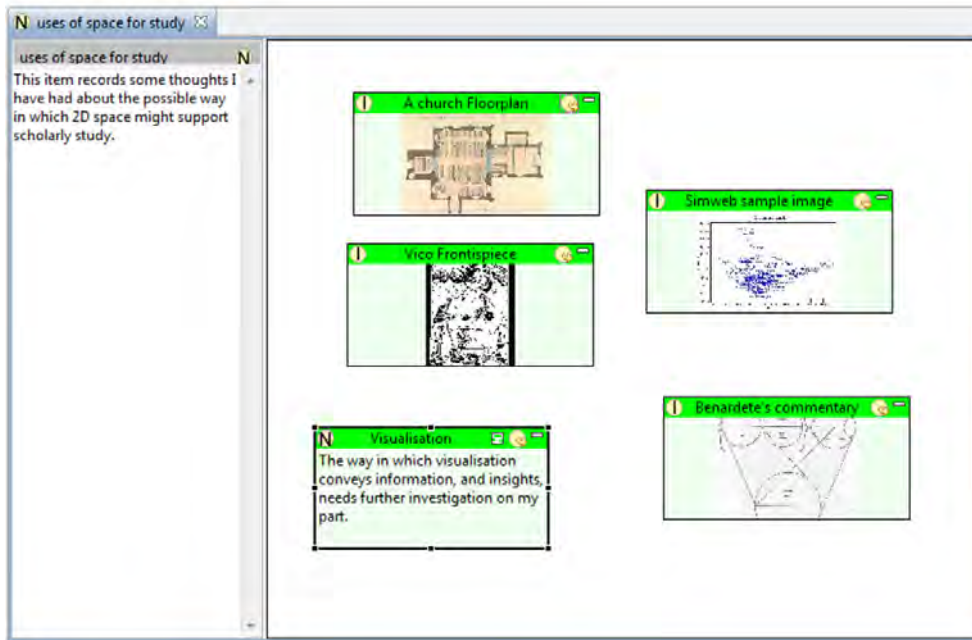 N uses of space for study
uses of space for study N
This item records some thoughts I
have had about the possible way
in which 2D space might support
scholarly study.
I A church Floorplan
I Simweb sample image
I Vico Frontispiece
I Benardete's commentary
N Visualisation
The way in which visualisation
conveys information, and insights,
needs further investigation on my
part.